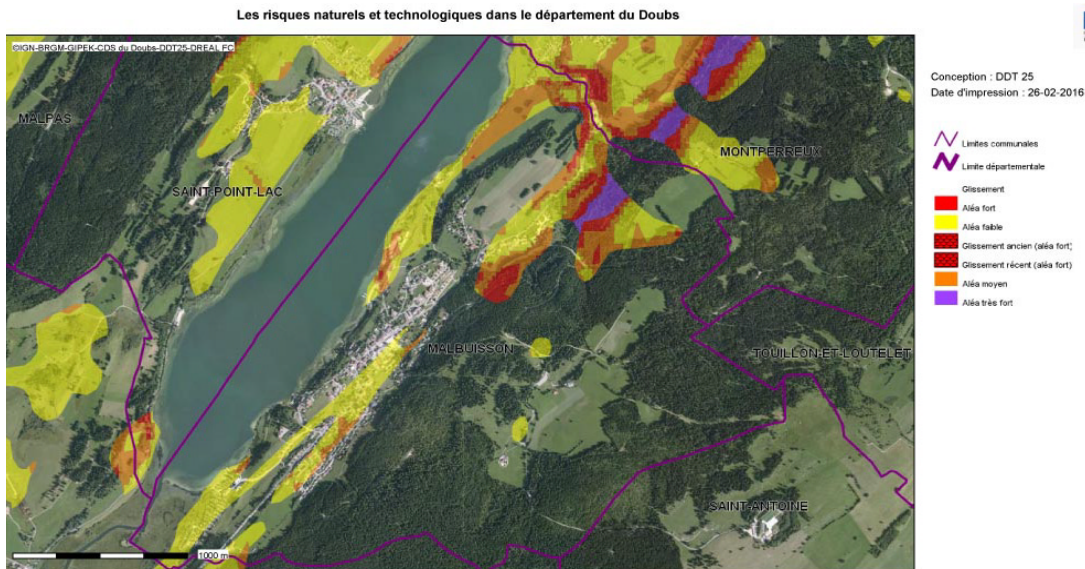 Les risques naturels et technologiques dans le département du Doubs
©IGN-BRGM-GIPEK-CDS du Doubs-DDT25-DREAL FC
Conception : DDT 25
Date d'impression : 26-02-2016
MALPAS
SAINT-POINT-LAC
MONTPERREUX
MALBUISSON
TOUILLON-ET-LOUTELET
SAINT-ANTOINE
1000 m
Limites communales
Limite départementale
Glissement
Aléa fort
Aléa faible
Glissement ancien (aléa fort)
Glissement récent (aléa fort)
Aléa moyen
Aléa très fort